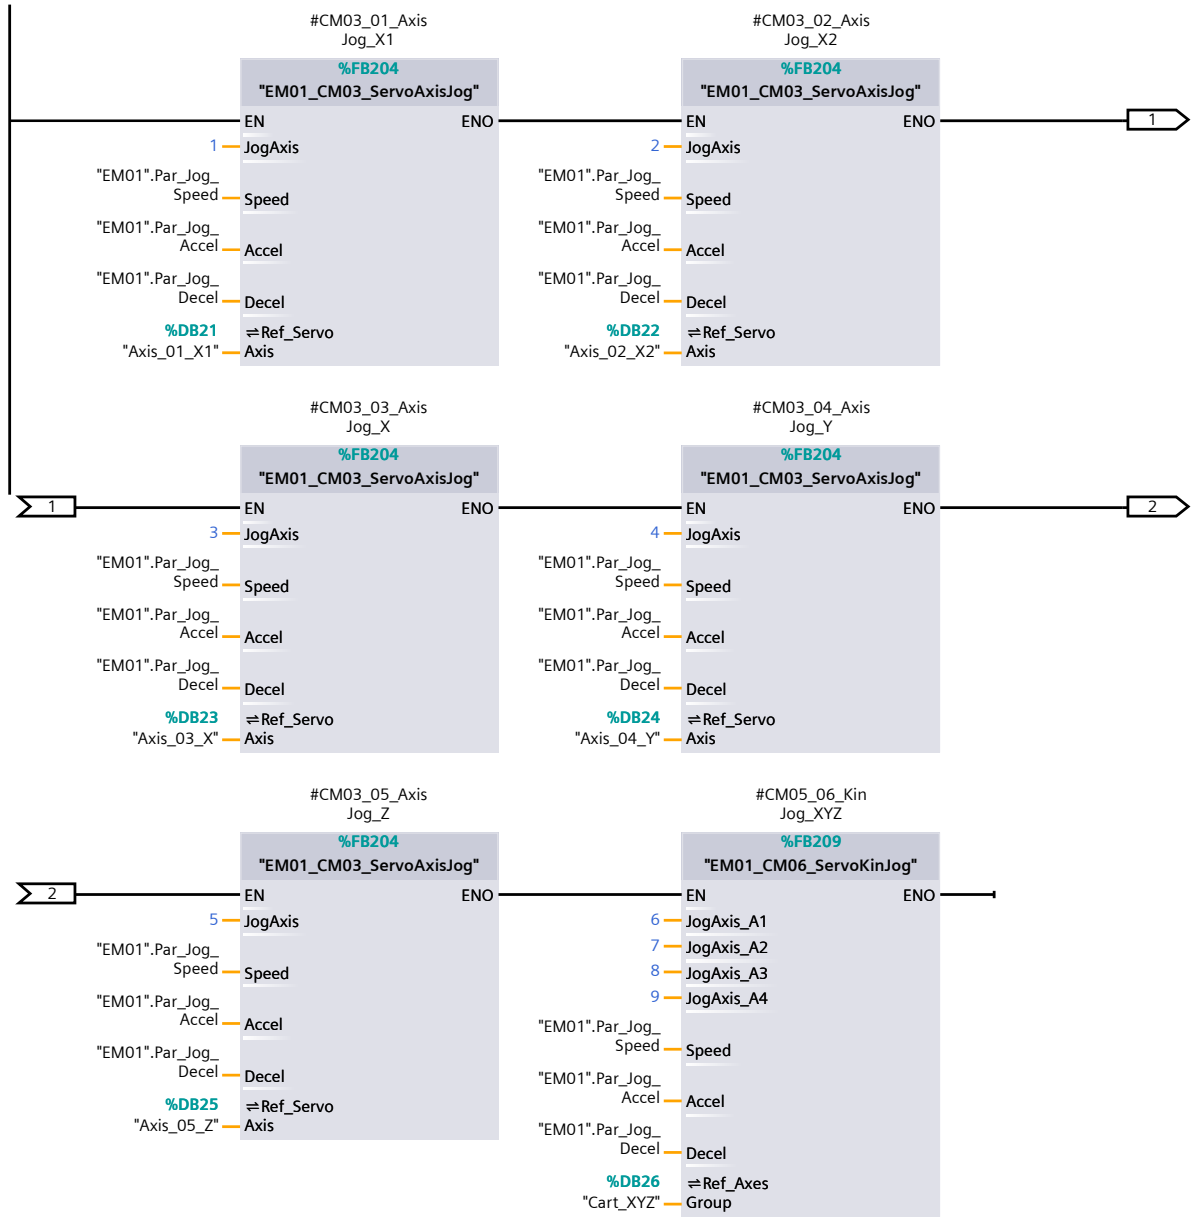 #CM03_01_Axis
Jog_X1
%FB204
"EM01_CM03_ServoAxisJog"
EN ENO
1 JogAxis
"EM01".Par_Jog_
Speed Speed
"EM01".Par_Jog_
Accel Accel
"EM01".Par_Jog_
Decel Decel
%DB21 ⇌Ref_Servo
"Axis_01_X1" Axis
#CM03_02_Axis
Jog_X2
%FB204
"EM01_CM03_ServoAxisJog"
EN ENO
2 JogAxis
"EM01".Par_Jog_
Speed Speed
"EM01".Par_Jog_
Accel Accel
"EM01".Par_Jog_
Decel Decel
%DB22 ⇌Ref_Servo
"Axis_02_X2" Axis
1
1
#CM03_03_Axis
Jog_X
%FB204
"EM01_CM03_ServoAxisJog"
EN ENO
3 JogAxis
"EM01".Par_Jog_
Speed Speed
"EM01".Par_Jog_
Accel Accel
"EM01".Par_Jog_
Decel Decel
%DB23 ⇌Ref_Servo
"Axis_03_X" Axis
#CM03_04_Axis
Jog_Y
%FB204
"EM01_CM03_ServoAxisJog"
EN ENO
4 JogAxis
"EM01".Par_Jog_
Speed Speed
"EM01".Par_Jog_
Accel Accel
"EM01".Par_Jog_
Decel Decel
%DB24 ⇌Ref_Servo
"Axis_04_Y" Axis
2
2
#CM03_05_Axis
Jog_Z
%FB204
"EM01_CM03_ServoAxisJog"
EN ENO
5 JogAxis
"EM01".Par_Jog_
Speed Speed
"EM01".Par_Jog_
Accel Accel
"EM01".Par_Jog_
Decel Decel
%DB25 ⇌Ref_Servo
"Axis_05_Z" Axis
#CM05_06_Kin
Jog_XYZ
%FB209
"EM01_CM06_ServoKinJog"
EN ENO
6 JogAxis_A1
7 JogAxis_A2
8 JogAxis_A3
9 JogAxis_A4
"EM01".Par_Jog_
Speed Speed
"EM01".Par_Jog_
Accel Accel
"EM01".Par_Jog_
Decel Decel
%DB26 ⇌Ref_Axes
"Cart_XYZ" Group